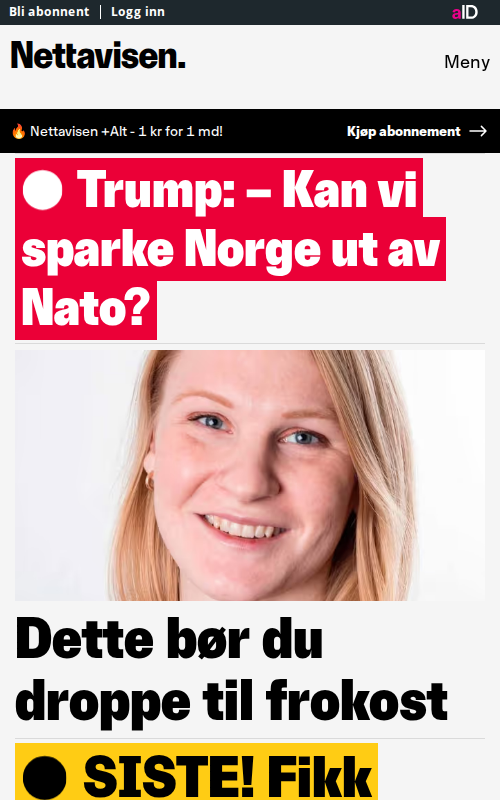 Bli abonnent | Logg inn
aID
Nettavisen.
Meny
🔥 Nettavisen +Alt - 1 kr for 1 md!
Kjøp abonnement →
Trump: – Kan vi
sparke Norge ut av
Nato?
Dette bør du
droppe til frokost
SISTE! Fikk